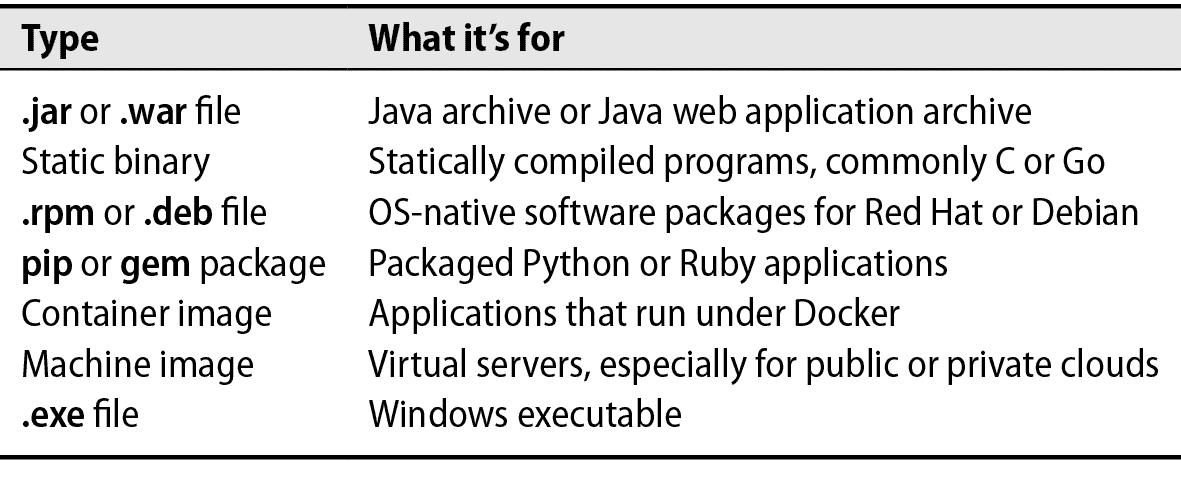 Type What it’s for
.jar or .war file Java archive or Java web application archive
Static binary Statically compiled programs, commonly C or Go
.rpm or .deb file OS-native software packages for Red Hat or Debian
pip or gem package Packaged Python or Ruby applications
Container image Applications that run under Docker
Machine image Virtual servers, especially for public or private clouds
.exe file Windows executable